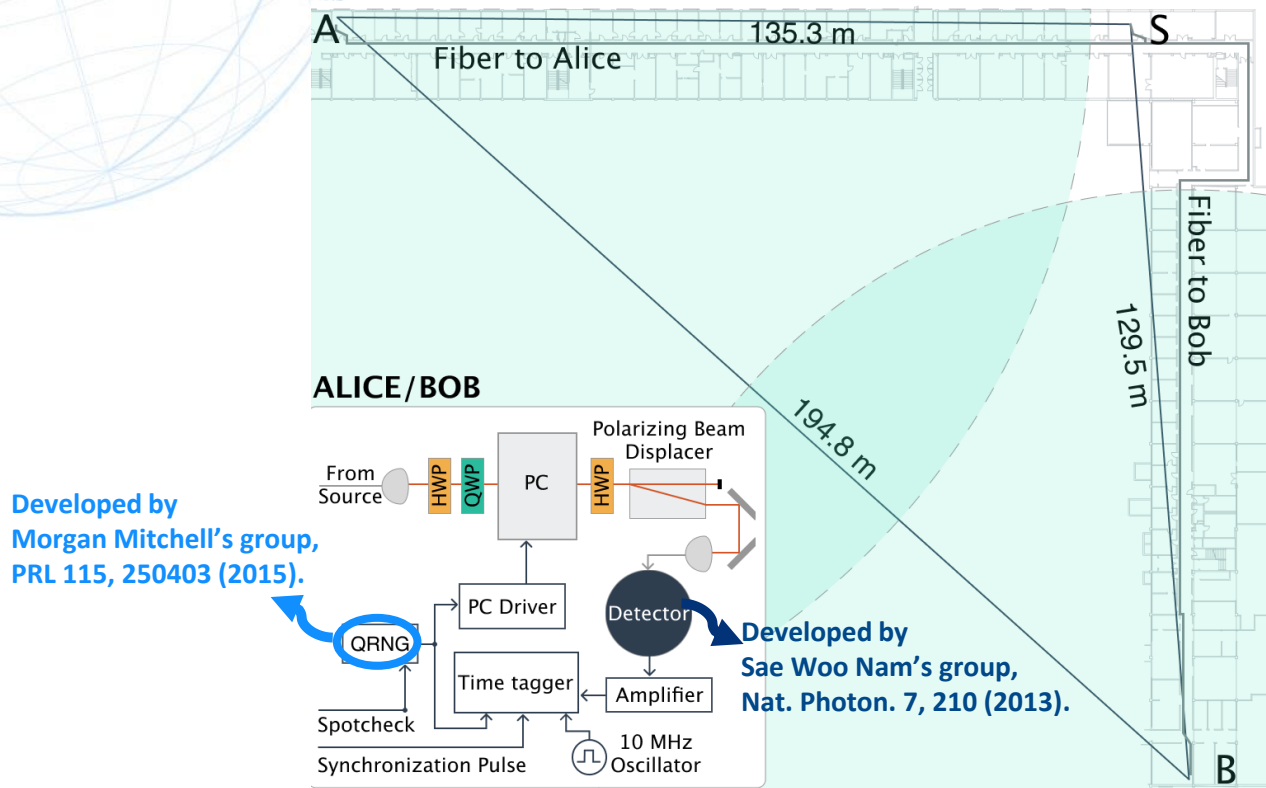 A
S
135.3 m
Fiber to Alice
Fiber to Bob
129.5 m
194.8 m
ALICE/BOB
Polarizing Beam
Displacer
From
Source
HWP
QWP
PC
HWP
Developed by
Morgan Mitchell’s group,
PRL 115, 250403 (2015).
PC Driver
Detector
QRNG
Developed by
Sae Woo Nam’s group,
Nat. Photon. 7, 210 (2013).
Time tagger
Amplifier
Spotcheck
10 MHz
Oscillator
Synchronization Pulse
B